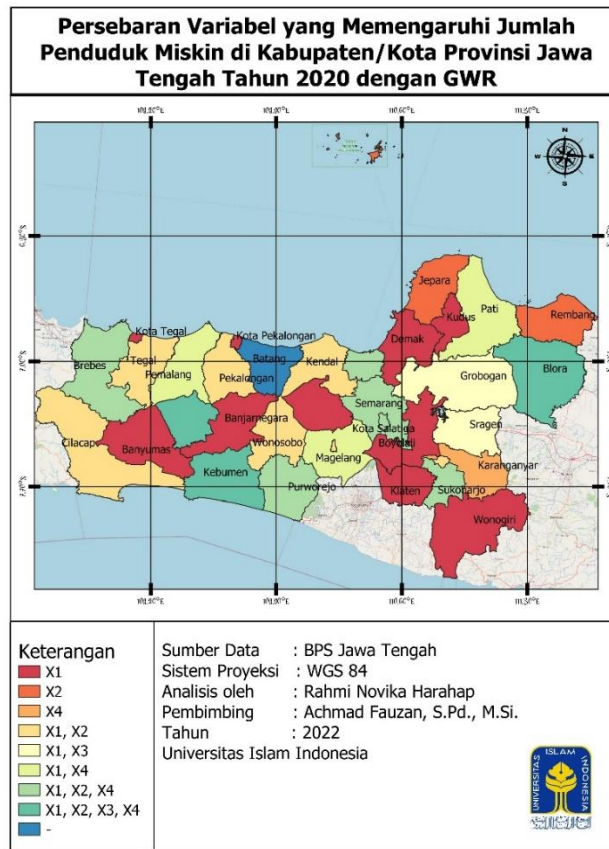 Persebaran Variabel yang Memengaruhi Jumlah
Penduduk Miskin di Kabupaten/Kota Provinsi Jawa
Tengah Tahun 2020 dengan GWR
N
W
E
S
Jepara
Pati
Rembang
Kudus
Kota Tegal
Kota Pekalongan
Demak
Brebes
Tegal
Batang
Kendal
Blora
Pemalang
Pekalongan
Grobogan
Semarang
Banjarnegara
Kota Salatiga
Sragen
Cilacap
Banyumas
Wonosobo
Boyolali
Magelang
Karanganyar
Kebumen
Purworejo
Klaten
Sukoharjo
Wonogiri
Keterangan
X1
X2
X4
X1, X2
X1, X3
X1, X4
X1, X2, X4
X1, X2, X3, X4
-
Sumber Data : BPS Jawa Tengah
Sistem Proyeksi : WGS 84
Analisis oleh : Rahmi Novika Harahap
Pembimbing : Achmad Fauzan, S.Pd., M.Si.
Tahun : 2022
Universitas Islam Indonesia
UNIVERSITAS
ISLAM
INDONESIA